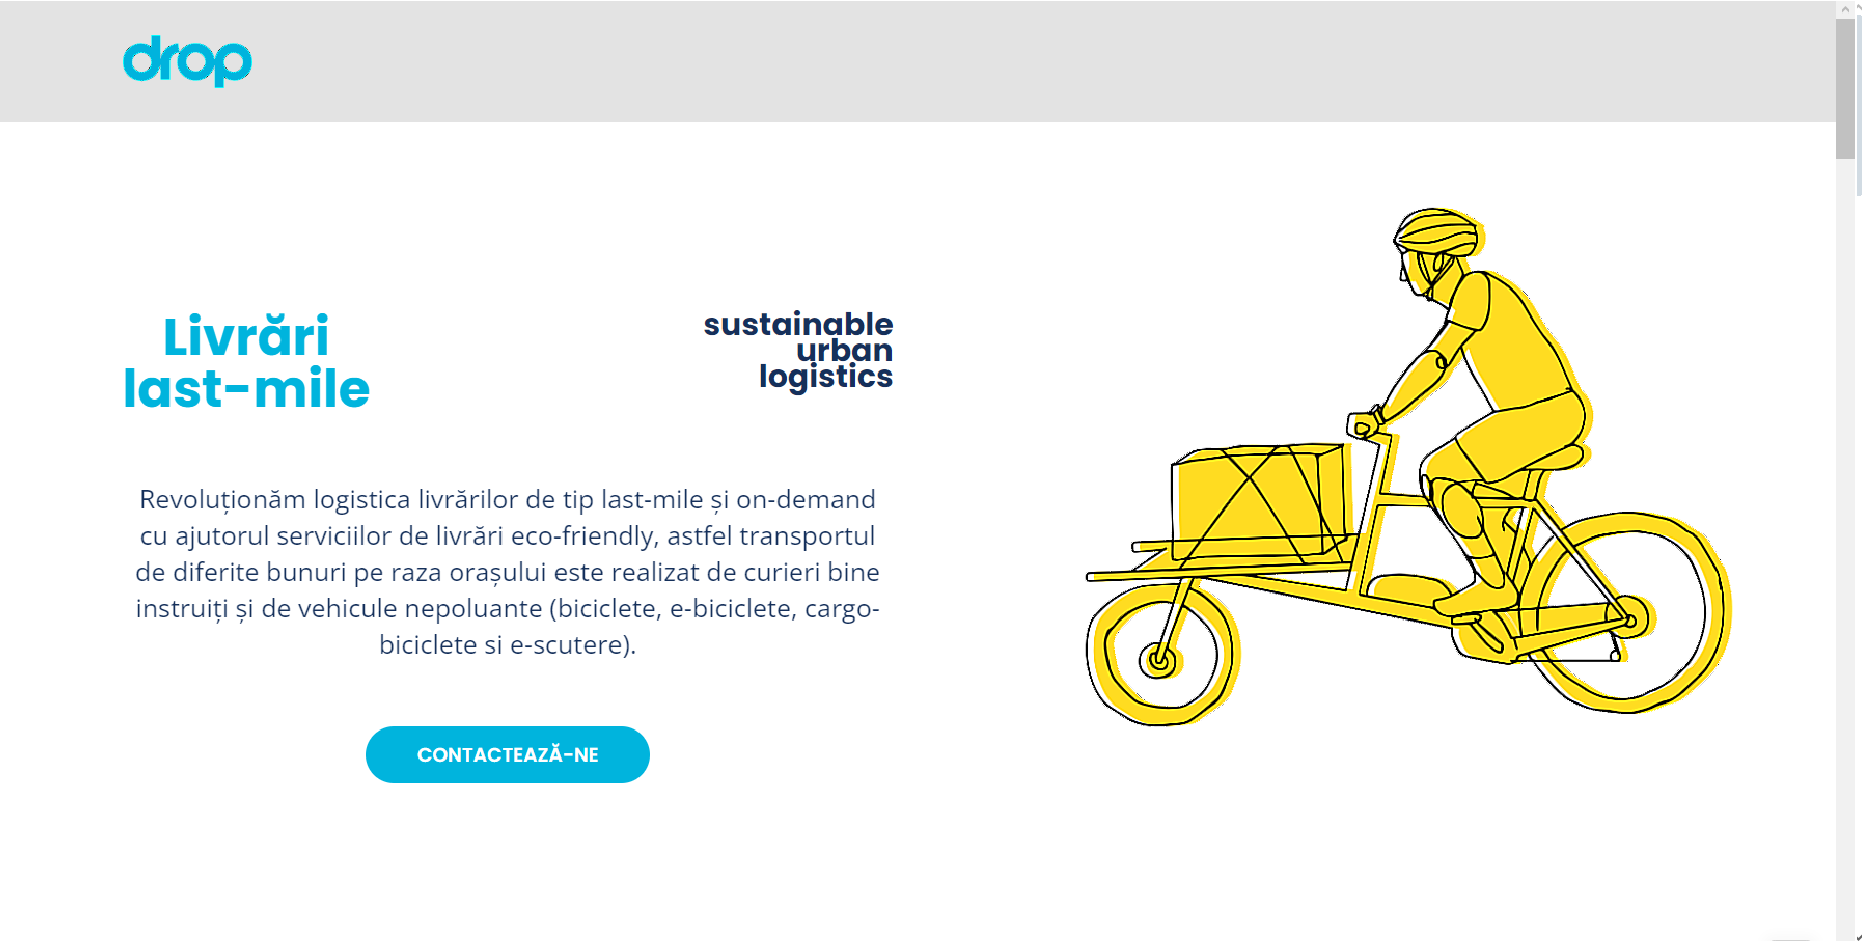 drop
Livrări
last-mile
sustainable
urban
logistics
Revoluționăm logistica livrărilor de tip last-mile și on-demand
cu ajutorul serviciilor de livrări eco-friendly, astfel transportul
de diferite bunuri pe raza orașului este realizat de curieri bine
instruiți și de vehicule nepoluante (biciclete, e-biciclete, cargo-
biciclete si e-scutere).
CONTACTEAZĂ-NE